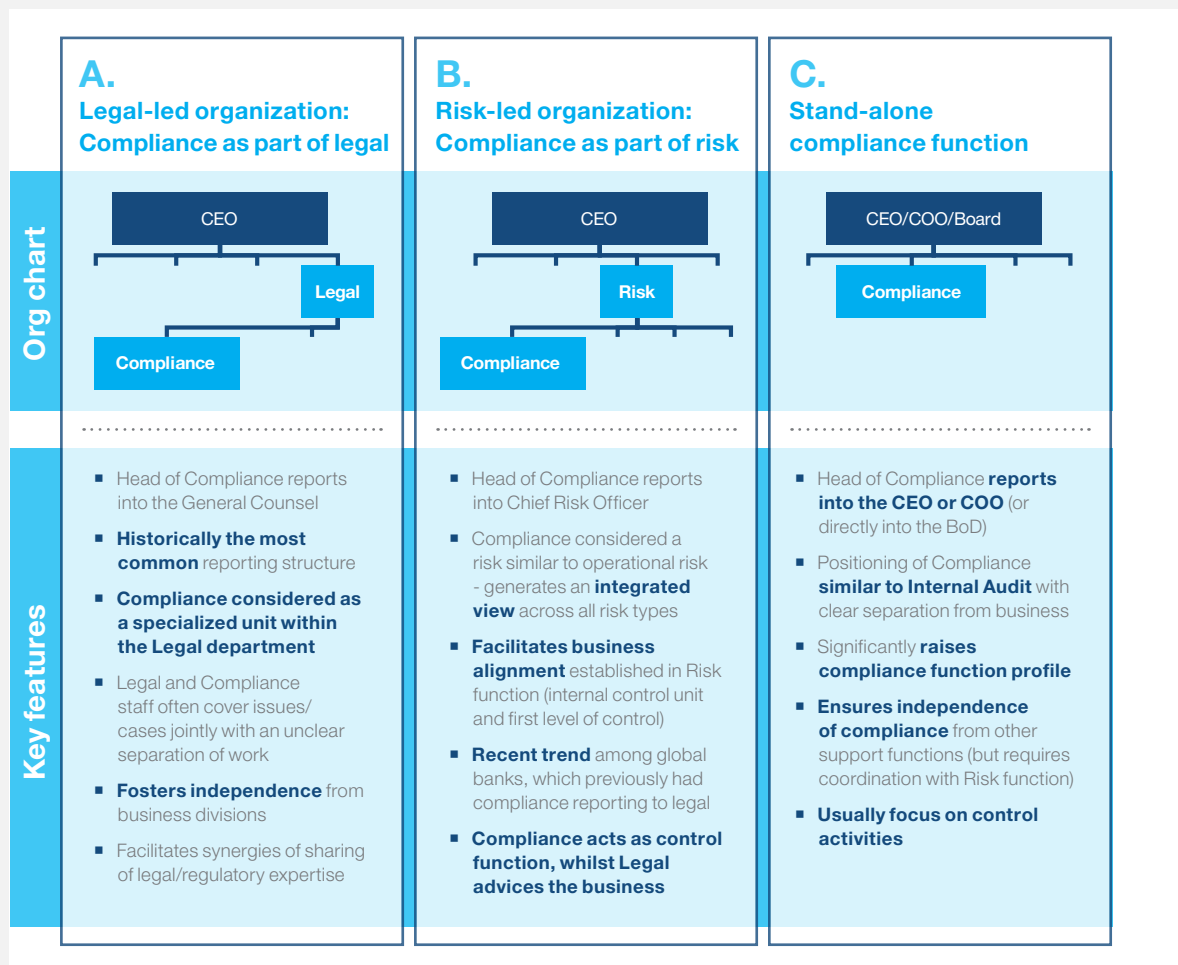 A.
Legal-led organization:
Compliance as part of legal
B.
Risk-led organization:
Compliance as part of risk
C.
Stand-alone
compliance function
Org chart
CEO
Legal
Compliance
CEO
Risk
Compliance
CEO/COO/Board
Compliance
Key features
▪ Head of Compliance reports
into the General Counsel
▪ Historically the most
common reporting structure
▪ Compliance considered as
a specialized unit within
the Legal department
▪ Legal and Compliance
staff often cover issues/
cases jointly with an unclear
separation of work
▪ Fosters independence from
business divisions
▪ Facilitates synergies of sharing
of legal/regulatory expertise
▪ Head of Compliance reports
into Chief Risk Officer
▪ Compliance considered a
risk similar to operational risk
- generates an integrated
view across all risk types
▪ Facilitates business
alignment established in Risk
function (internal control unit
and first level of control)
▪ Recent trend among global
banks, which previously had
compliance reporting to legal
▪ Compliance acts as control
function, whilst Legal
advices the business
▪ Head of Compliance reports
into the CEO or COO (or
directly into the BoD)
▪ Positioning of Compliance
similar to Internal Audit with
clear separation from business
▪ Significantly raises
compliance function profile
▪ Ensures independence
of compliance from other
support functions (but requires
coordination with Risk function)
▪ Usually focus on control
activities